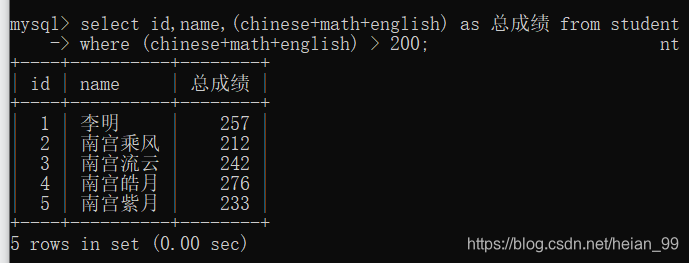 mysql> select id,name,(chinese+math+english) as 总成绩 from student
    -> where (chinese+math+english) > 200;                        nt
+----+----------+--------+
| id | name     | 总成绩 |
+----+----------+--------+
|  1 | 李明     |    257 |
|  2 | 南宫乘风 |    212 |
|  3 | 南宫流云 |    242 |
|  4 | 南宫皓月 |    276 |
|  5 | 南宫紫月 |    233 |
+----+----------+--------+
5 rows in set (0.00 sec)
https://blog.csdn.net/heian_99